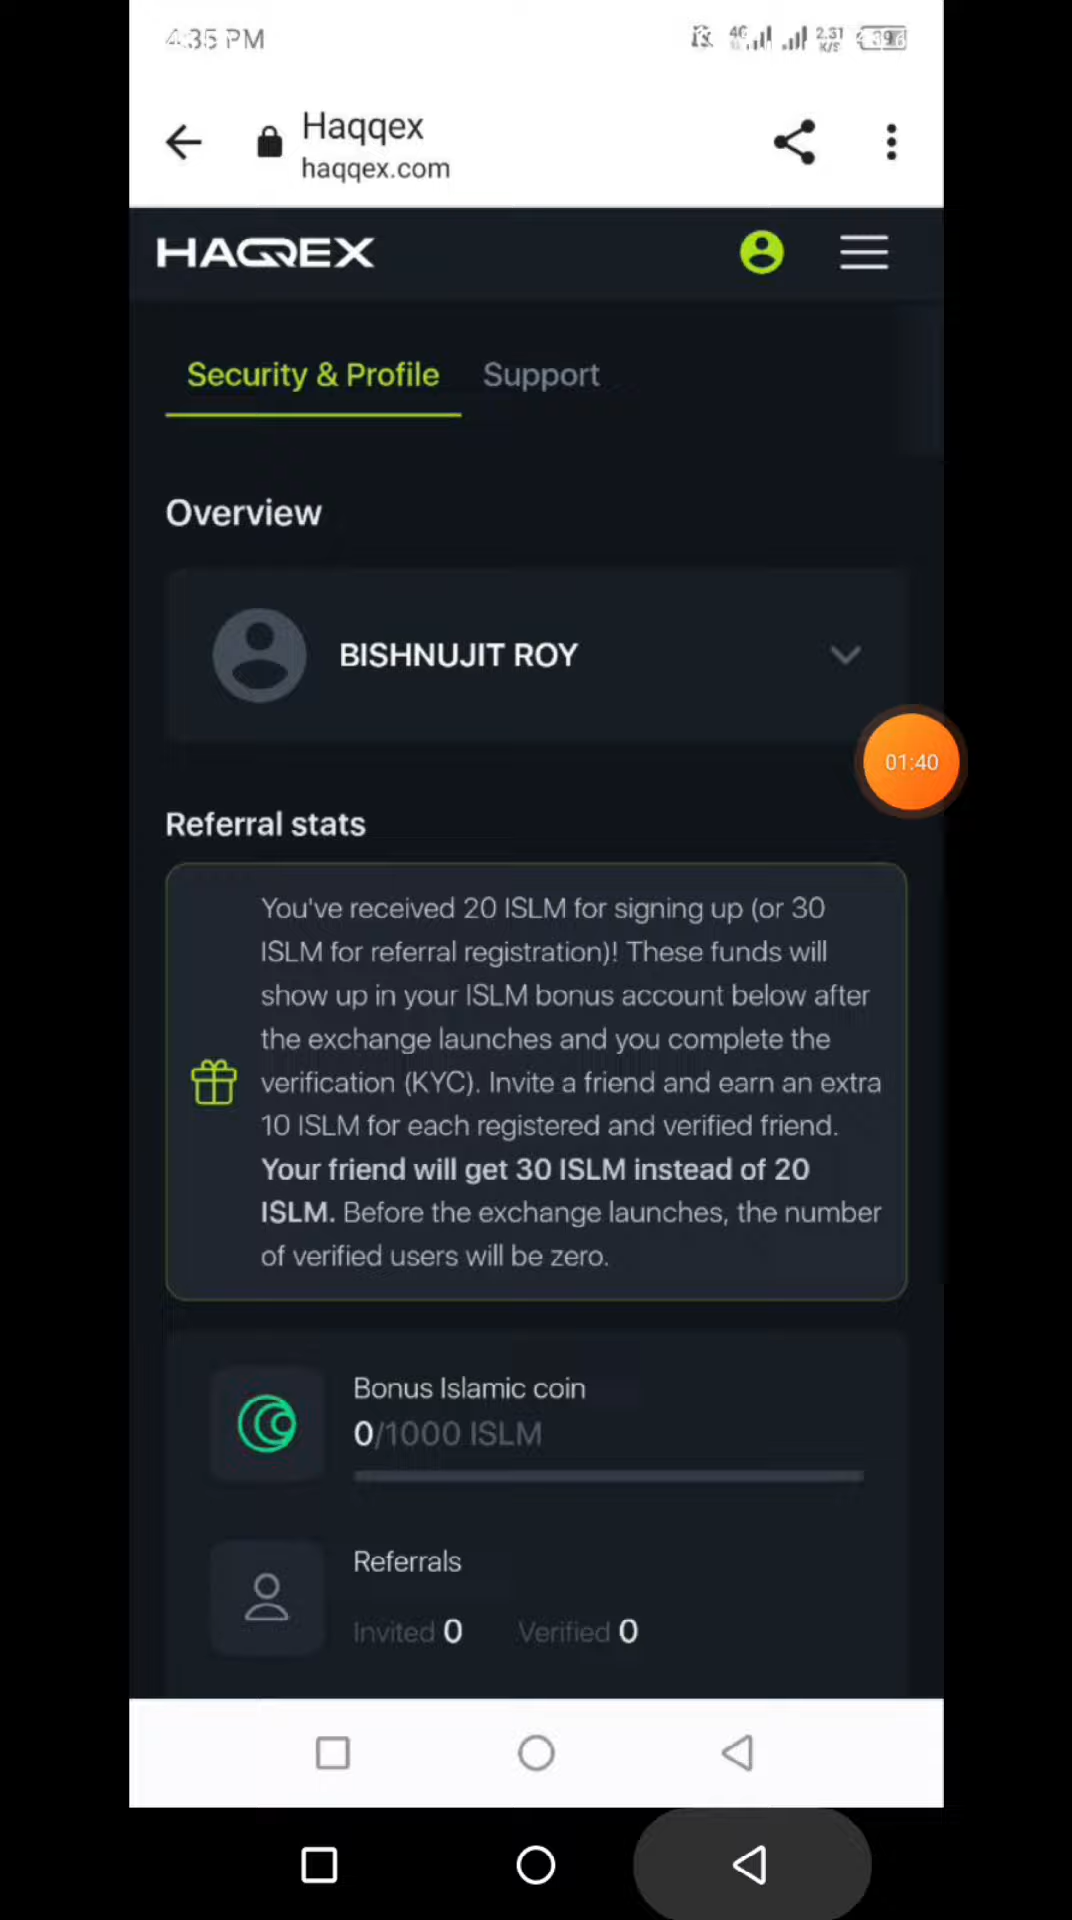 4:35 PM
4G 2.31 K/S
Haqqex
haqqex.com
HAQQEX
Security & Profile Support
Overview
BISHNUJIT ROY
01:40
Referral stats
You've received 20 ISLM for signing up (or 30
ISLM for referral registration)! These funds will
show up in your ISLM bonus account below after
the exchange launches and you complete the
verification (KYC). Invite a friend and earn an extra
10 ISLM for each registered and verified friend.
Your friend will get 30 ISLM instead of 20
ISLM. Before the exchange launches, the number
of verified users will be zero.
Bonus Islamic coin
0/1000 ISLM
Referrals
Invited 0 Verified 0